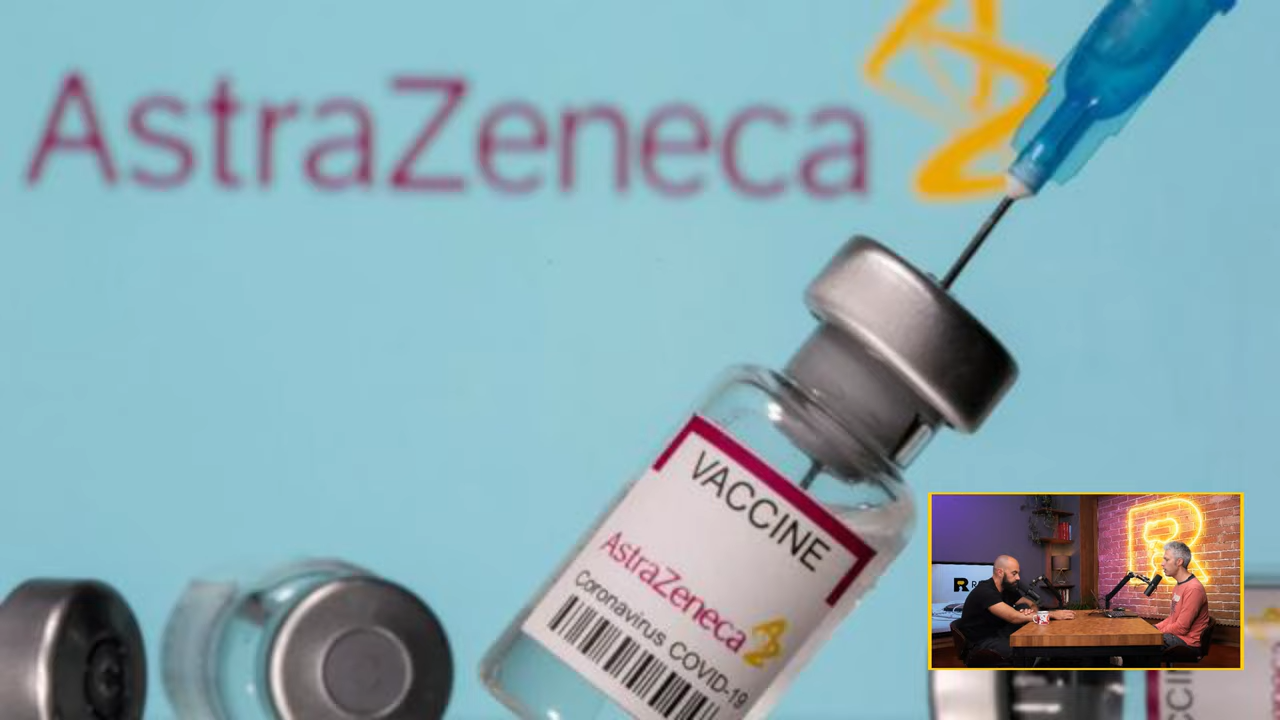 AstraZeneca
VACCINE
AstraZeneca
Coronavirus COVID-19
R
R